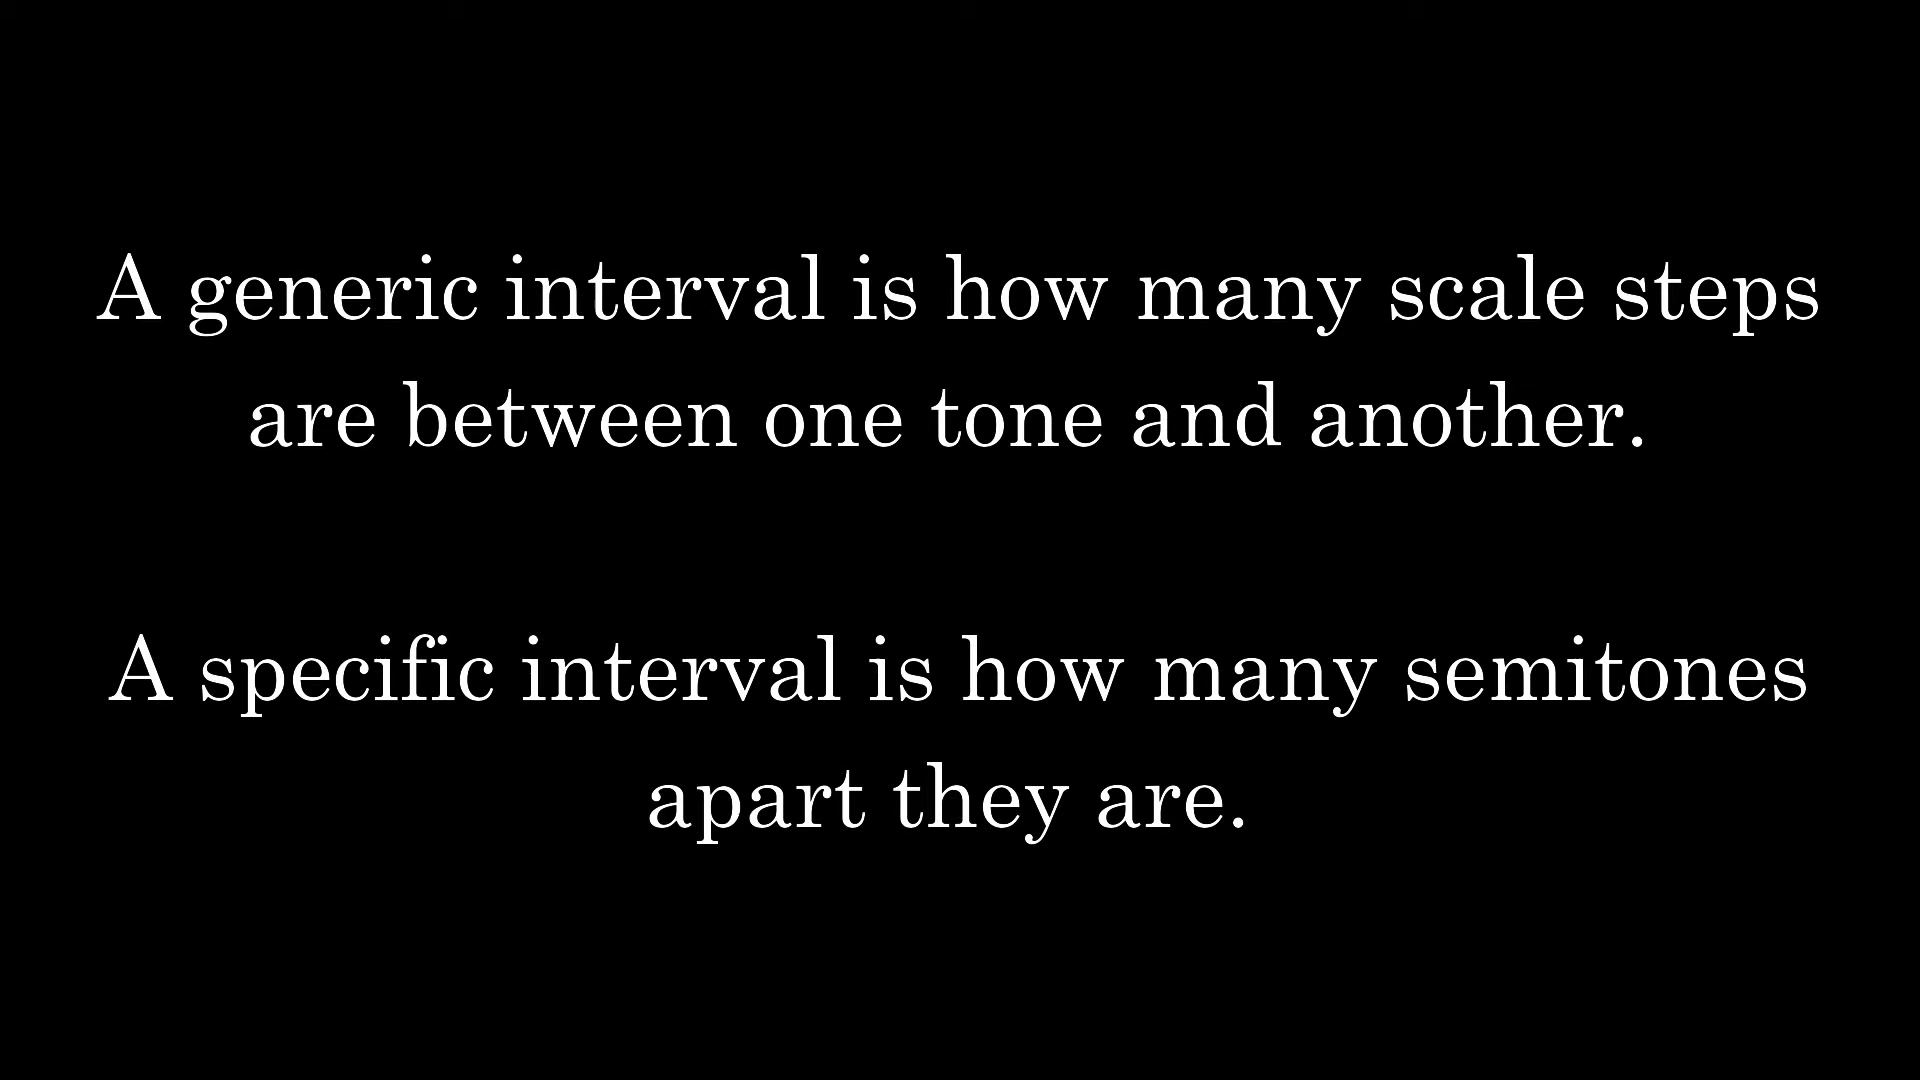 A generic interval is how many scale steps
are between one tone and another.
A specific interval is how many semitones
apart they are.